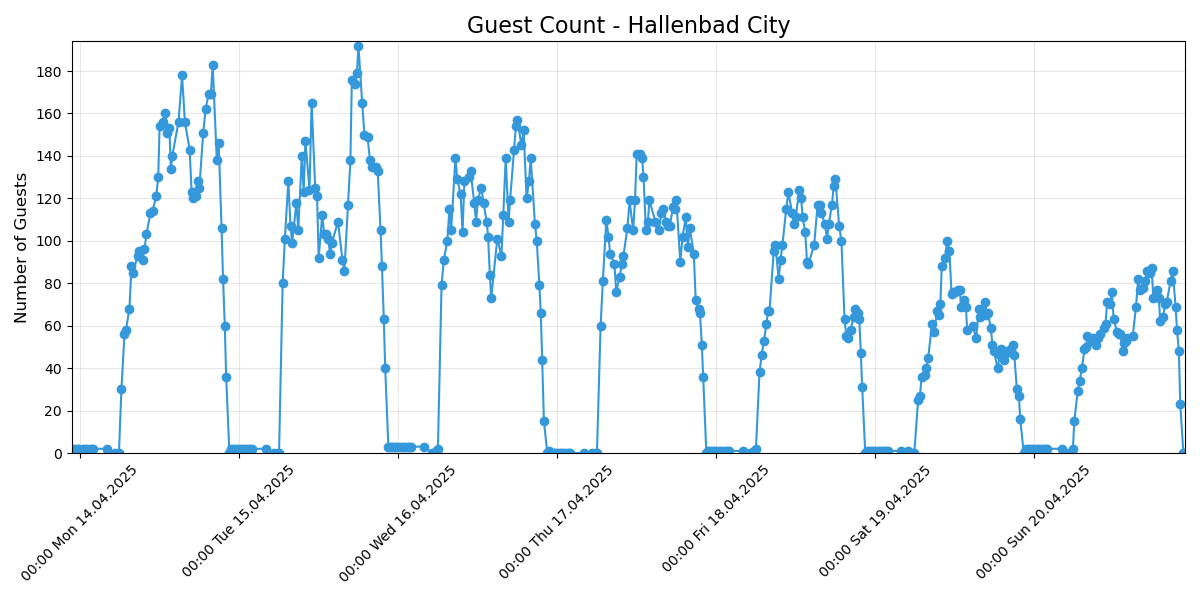 Guest Count - Hallenbad City
Number of Guests
180
160
140
120
100
80
60
40
20
0
00:00 Mon 14.04.2025
00:00 Tue 15.04.2025
00:00 Wed 16.04.2025
00:00 Thu 17.04.2025
00:00 Fri 18.04.2025
00:00 Sat 19.04.2025
00:00 Sun 20.04.2025